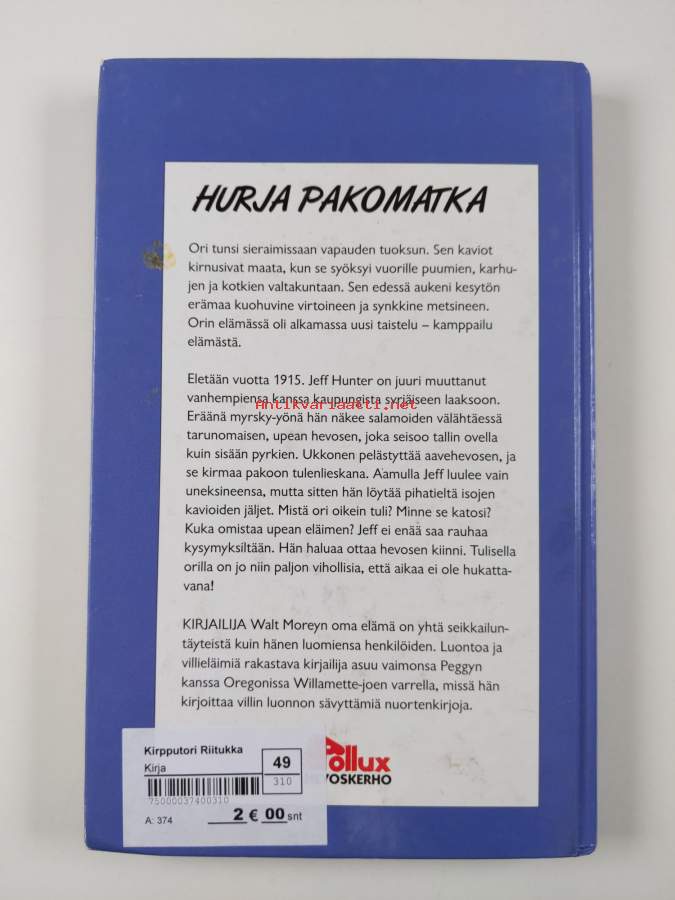 HURJA PAKOMATKA
Ori tunsi sieraimissaan vapauden tuoksun. Sen kaviot
kirnusivat maata, kun se syöksyi vuorille puumien, karhu-
jen ja kotkien valtakuntaan. Sen edessä aukeni kesytön
erämaa kuohuvine virtoineen ja synkkine metsineen.
Orin elämässä oli alkamassa uusi taistelu – kamppailu
elämästä.
Eletään vuotta 1915. Jeff Hunter on juuri muuttanut
vanhempiensa kanssa kaupungista syrjäiseen laaksoon.
Antikvariaatti.net
Eräänä myrsky-yönä hän näkee salamoiden välähtäessä
tarunomaisen, upean hevosen, joka seisoo tallin ovella
kuin sisään pyrkien. Ukkonen pelästyttää aavehevosen, ja
se kirmaa pakoon tulenlieskana. Aamulla Jeff luulee vain
uneksineensa, mutta sitten hän löytää pihatieltä isojen
kavioiden jäljet. Mistä ori oikein tuli? Minne se katosi?
Kuka omistaa upean eläimen? Jeff ei enää saa rauhaa
kysymyksiltään. Hän haluaa ottaa hevosen kiinni. Tulisella
orilla on jo niin paljon vihollisia, että aikaa ei ole hukatta-
vana!
KIRJAILIJA Walt Moreyn oma elämä on yhtä seikkailun-
täyteistä kuin hänen luomiensa henkilöiden. Luontoa ja
villieläimiä rakastava kirjailija asuu vaimonsa Peggyn
kanssa Oregonissa Willamette-joen varrella, missä hän
kirjoittaa villin luonnon sävyttämiä nuortenkirjoja.
Pollux
VOSKERHO
Kirpputori Riitukka
Kirja
49
310
75000037400310
A: 374
2 € 00 snt